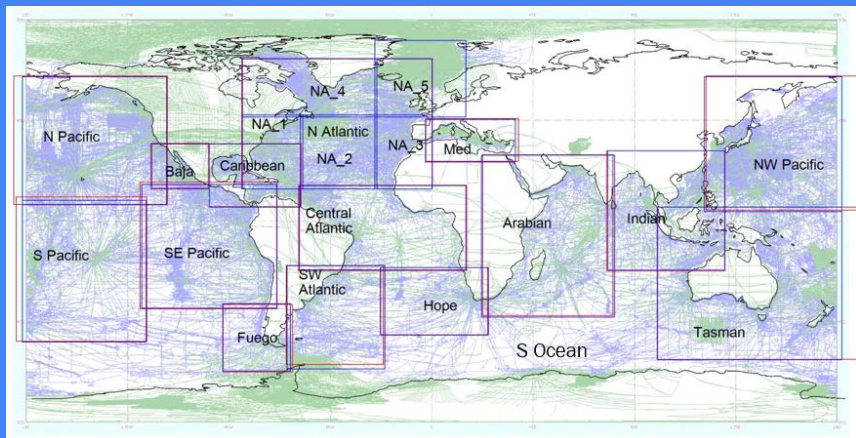 NA_4
NA_5
NA_1
N Pacific
N Atlantic
NA_3
Med
NA_2
Baja
Caribbean
NW Pacific
Central
Atlantic
Arabian
Indian
S Pacific
SE Pacific
SW
Atlantic
Hope
Fuego
Tasman
S Ocean